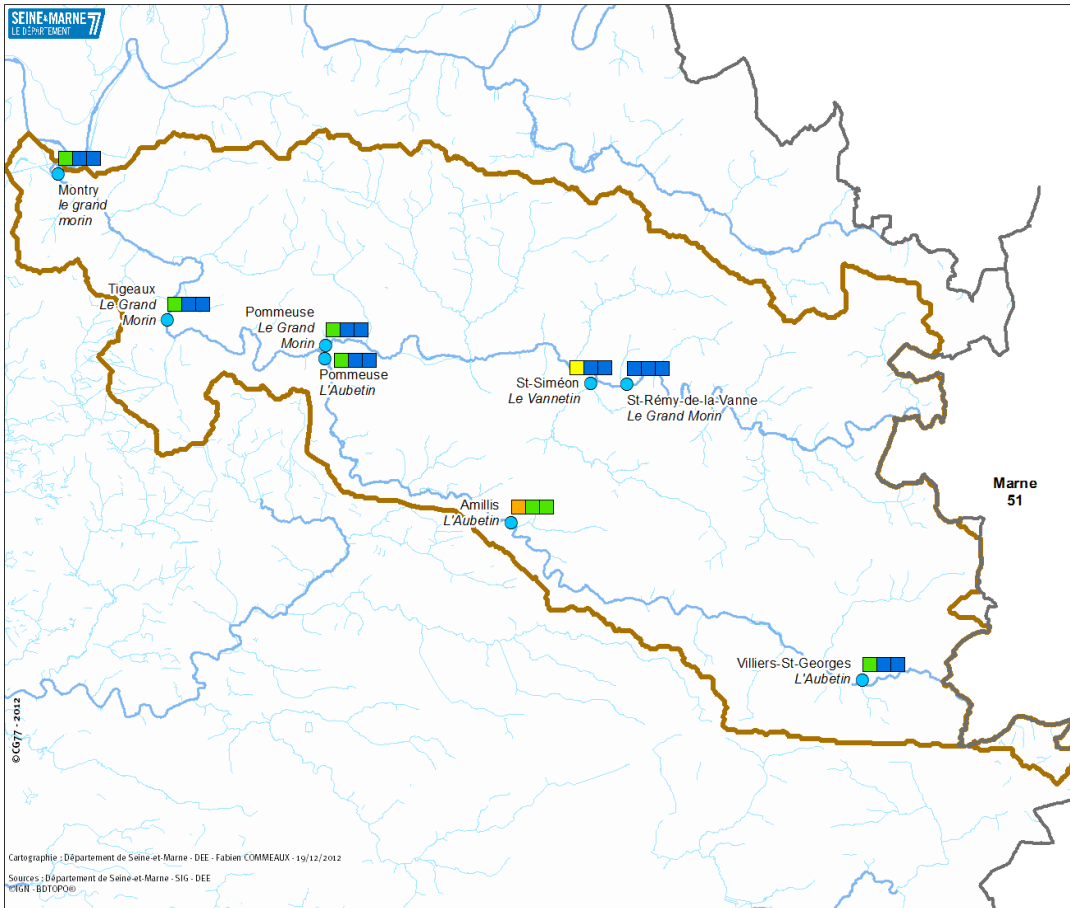 SEINE&MARNE 77
LE DÉPARTEMENT
Montry
le grand
morin
Tigeaux
Le Grand
Morin
Pommeuse
Le Grand
Morin
Pommeuse
L'Aubetin
St-Siméon
Le Vannetin
St-Rémy-de-la-Vanne
Le Grand Morin
Marne
51
Amillis
L'Aubetin
Villiers-St-Georges
L'Aubetin
©CG77 - 2012
Cartographie : Département de Seine-et-Marne - DEE - Fabien COMMEAUX - 19/12/2012
Sources : Département de Seine-et-Marne - SIG - DEE
©IGN - BDTOPO®